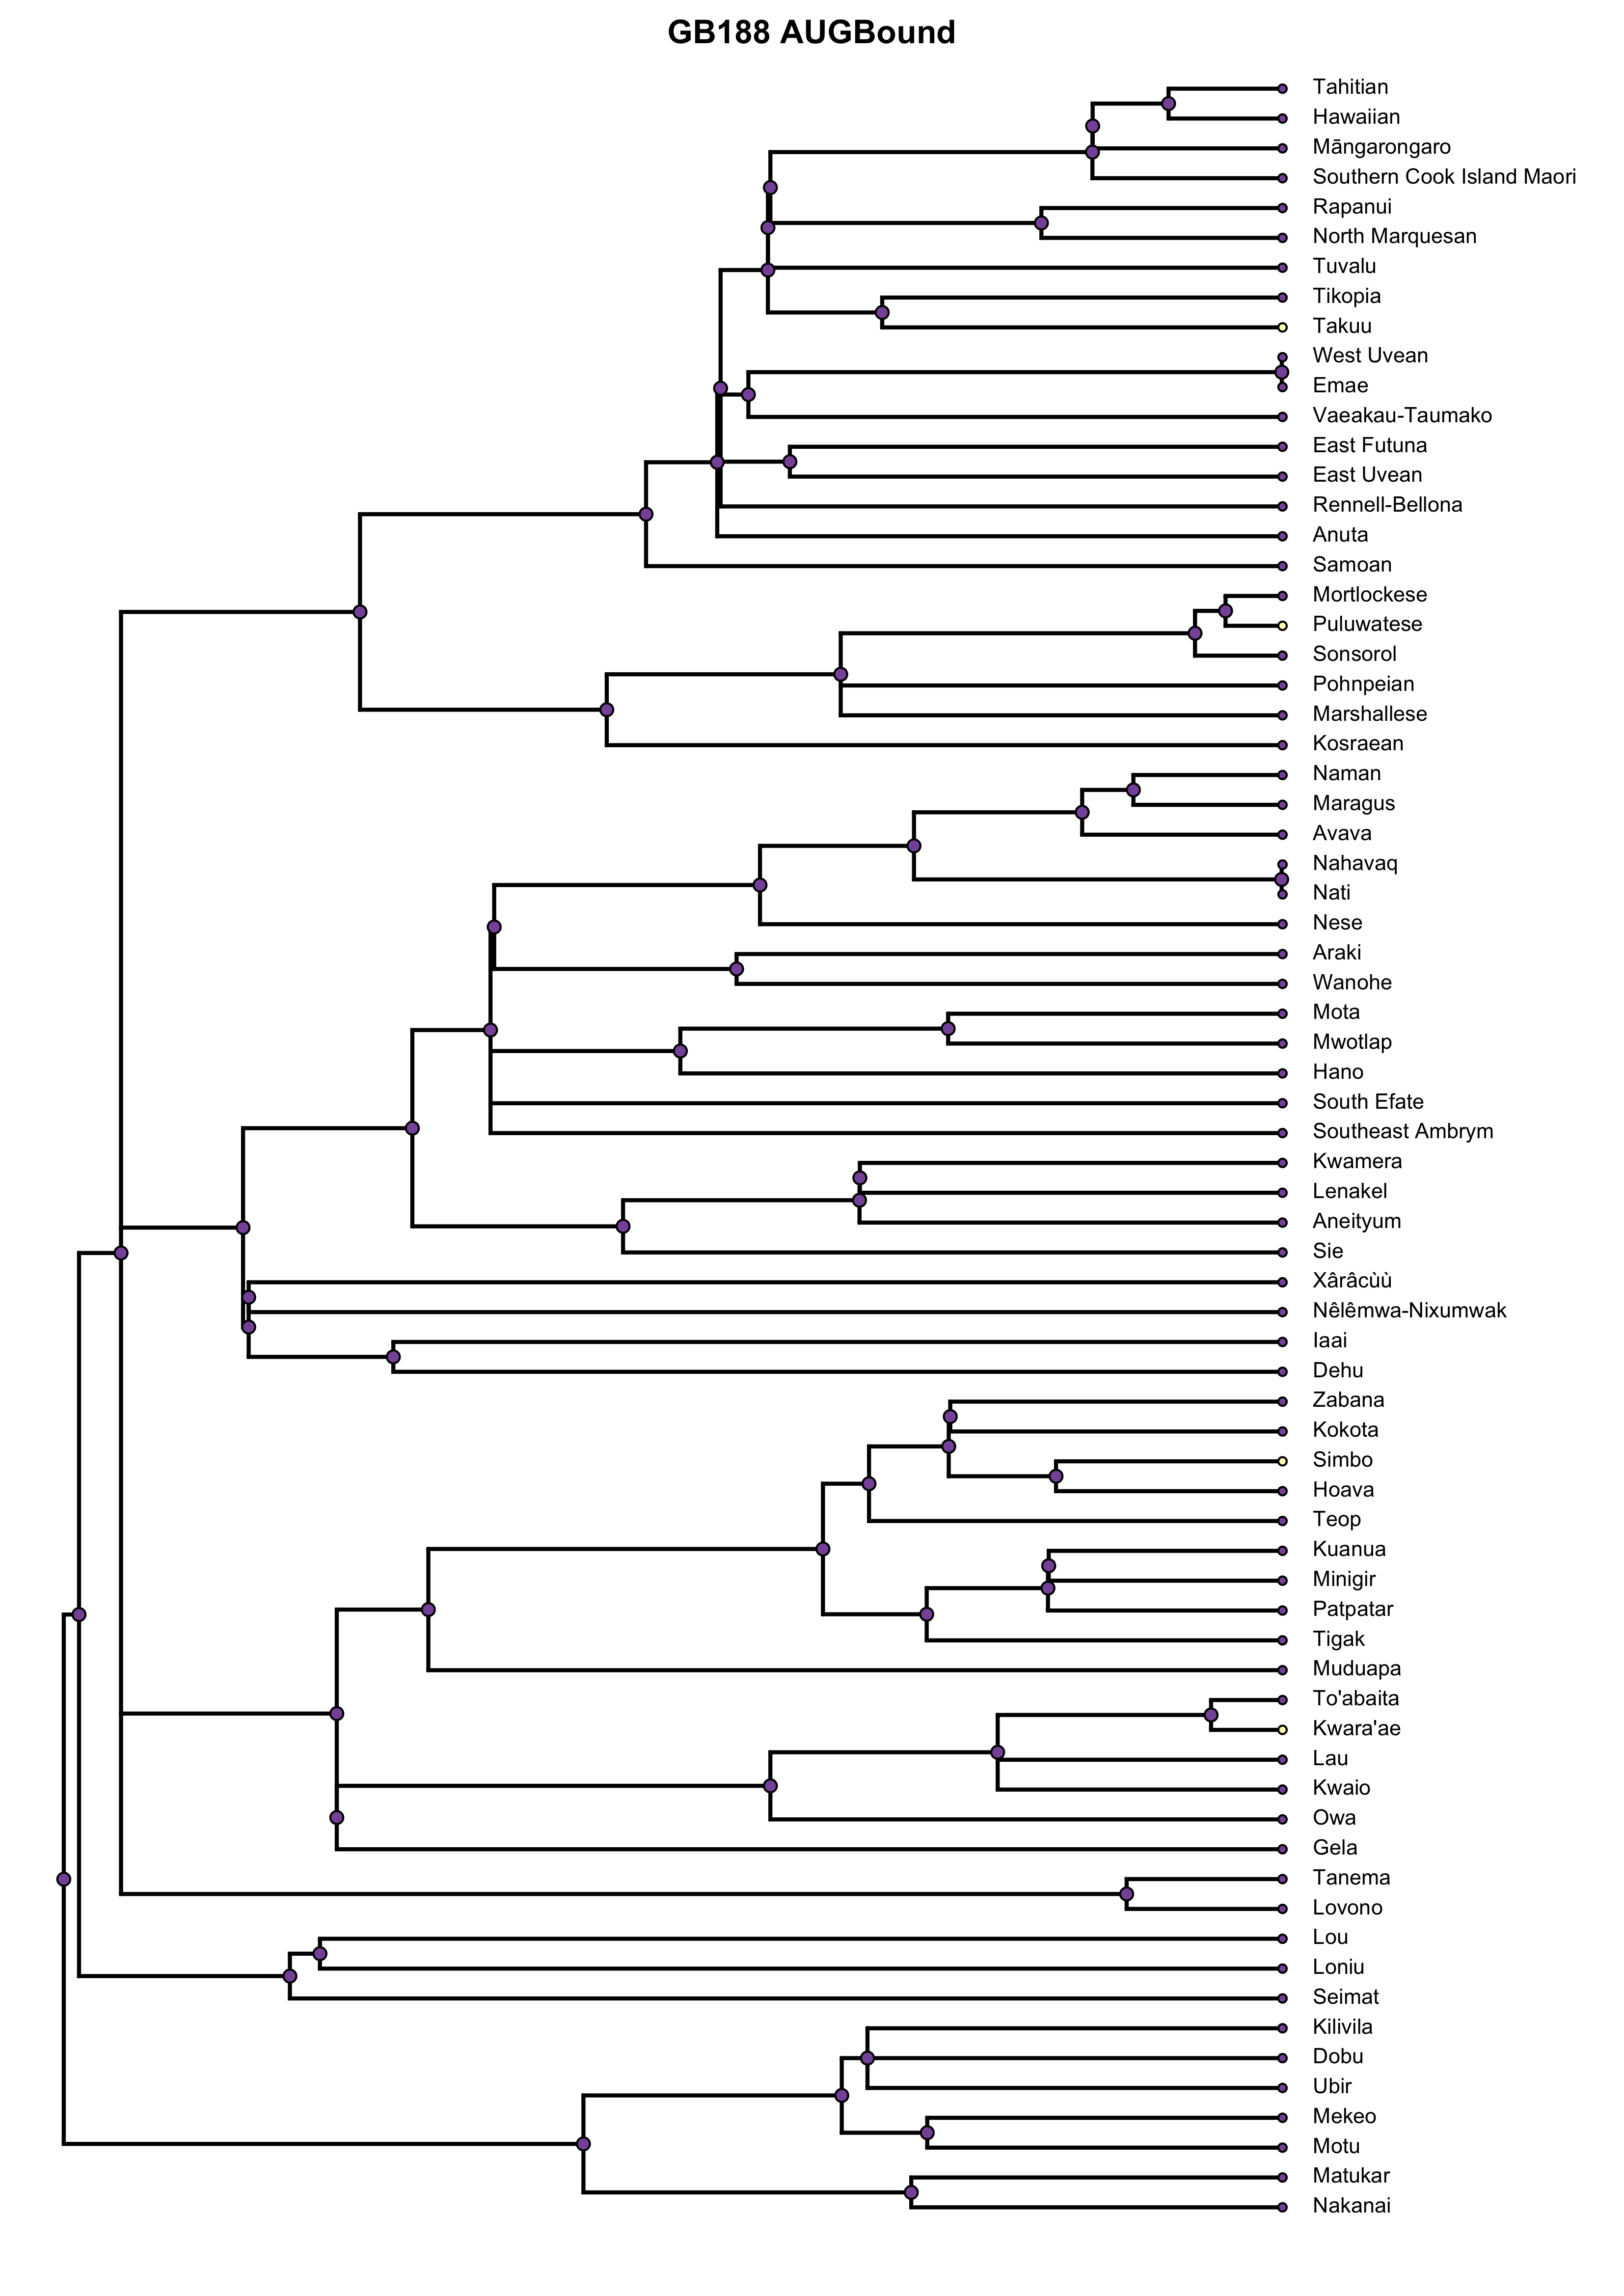 GB188 AUGBound
Tahitian
Hawaiian
Māngarongaro
Southern Cook Island Maori
Rapanui
North Marquesan
Tuvalu
Tikopia
Takuu
West Uvean
Emae
Vaeakau-Taumako
East Futuna
East Uvean
Rennell-Bellona
Anuta
Samoan
Mortlockese
Puluwatese
Sonsorol
Pohnpeian
Marshallese
Kosraean
Naman
Maragus
Avava
Nahavaq
Nati
Nese
Araki
Wanohe
Mota
Mwotlap
Hano
South Efate
Southeast Ambrym
Kwamera
Lenakel
Aneityum
Sie
Xârâcùù
Nêlêmwa-Nixumwak
Iaai
Dehu
Zabana
Kokota
Simbo
Hoava
Teop
Kuanua
Minigir
Patpatar
Tigak
Muduapa
To'abaita
Kwara'ae
Lau
Kwaio
Owa
Gela
Tanema
Lovono
Lou
Loniu
Seimat
Kilivila
Dobu
Ubir
Mekeo
Motu
Matukar
Nakanai